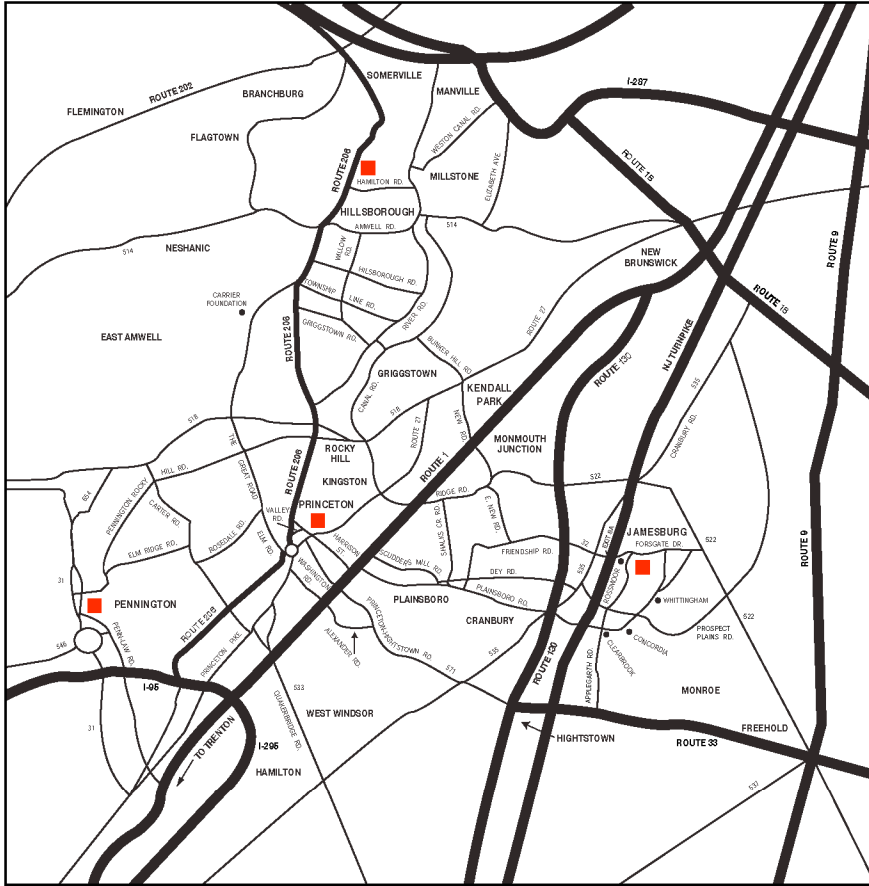 SOMERVILLE
I-287
ROUTE 202
BRANCHBURG
MANVILLE
FLEMINGTON
WESTON CANAL RD.
FLAGTOWN
ROUTE 206
HAMILTON RD.
MILLSTONE
ELIZABETH AVE
ROUTE 18
HILLSBOROUGH
AMWELL RD.
514
NESHANIC
514
WILLOW RD.
NEW BRUNSWICK
ROUTE 9
HILSBOROUGH RD.
TOWNSHIP LINE RD.
CARRIER FOUNDATION
ROUTE 18
RIVER RD.
ROUTE 27
EAST AMWELL
ROUTE 206
GRIGGSTOWN RD.
BUNKER HILL RD.
NJ TURNPIKE
ROUTE 130
GRIGGSTOWN
CANAL RD.
KENDALL PARK
535
518
518
CRANBURY RD.
THE GREAT ROAD
ROCKY HILL
ROUTE 27
NEW RD.
MONMOUTH JUNCTION
ROUTE 1
PENNINGTON ROCKY HILL RD.
ROUTE 206
KINGSTON
522
654
RIDGE RD.
PRINCETON
CARTER RD.
VALLEY RD.
E. NEW RD.
SHALKS CR. RD.
JAMESBURG
FORSGATE DR.
522
ELM RIDGE RD.
ROSEDALE RD.
ELM RD.
HARRISON ST.
SCUDDERS MILL RD.
FRIENDSHIP RD.
32
EXIT 8A
ROUTE 9
31
WASHINGTON RD.
DEY RD.
535
ROSSMOOR
PENNINGTON
PLAINSBORO
PLAINSBORO RD.
WHITTINGHAM
522
CRANBURY
PROSPECT PLAINS RD.
ROUTE 206
PRINCETON PIKE
ALEXANDER RD.
PRINCETON-HIGHTSTOWN RD.
CONCORDIA
CLEARBROOK
546
PENN-LAW RD.
535
ROUTE 130
571
APPLEGARTH RD.
I-95
533
MONROE
QUAKERBRIDGE RD.
WEST WINDSOR
31
FREEHOLD
TO TRENTON
I-295
HIGHTSTOWN
ROUTE 33
HAMILTON
537